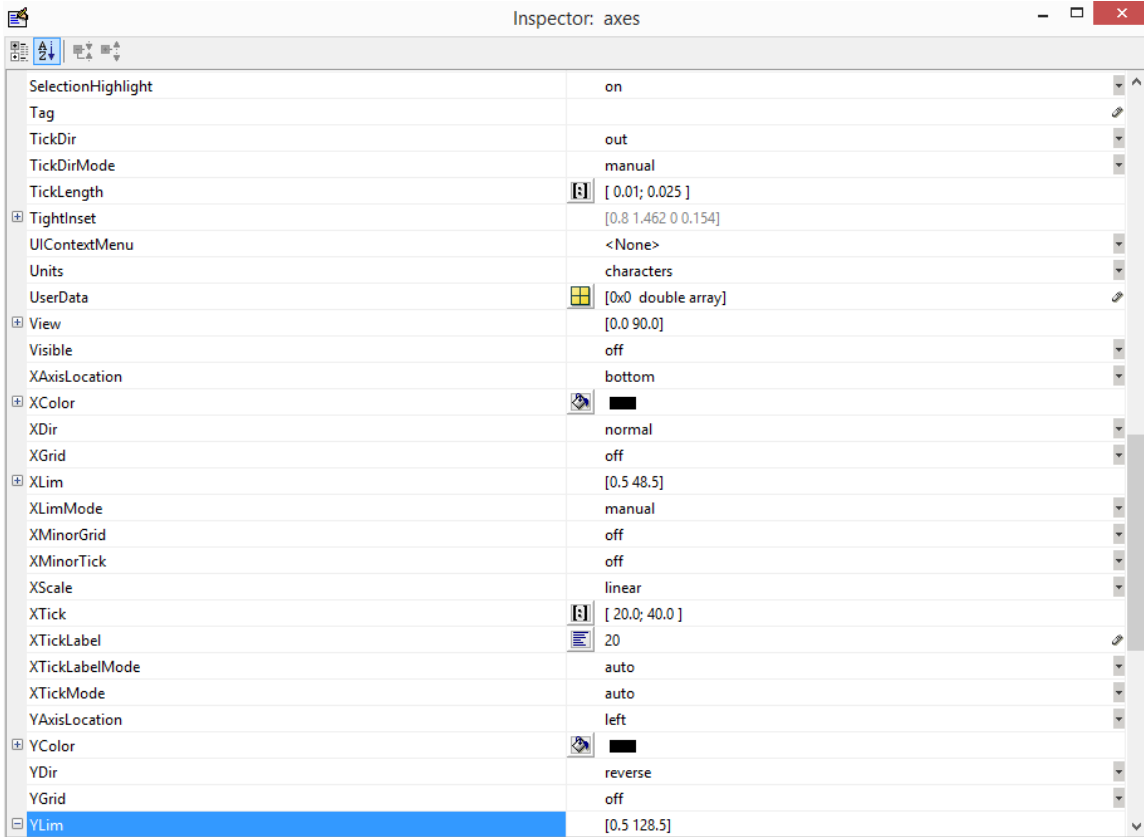 Inspector: axes
SelectionHighlight on
Tag
TickDir out
TickDirMode manual
TickLength [ 0.01; 0.025 ]
TightInset [0.8 1.462 0 0.154]
UIContextMenu <None>
Units characters
UserData [0x0 double array]
View [0.0 90.0]
Visible off
XAxisLocation bottom
XColor
XDir normal
XGrid off
XLim [0.5 48.5]
XLimMode manual
XMinorGrid off
XMinorTick off
XScale linear
XTick [ 20.0; 40.0 ]
XTickLabel 20
XTickLabelMode auto
XTickMode auto
YAxisLocation left
YColor
YDir reverse
YGrid off
YLim [0.5 128.5]